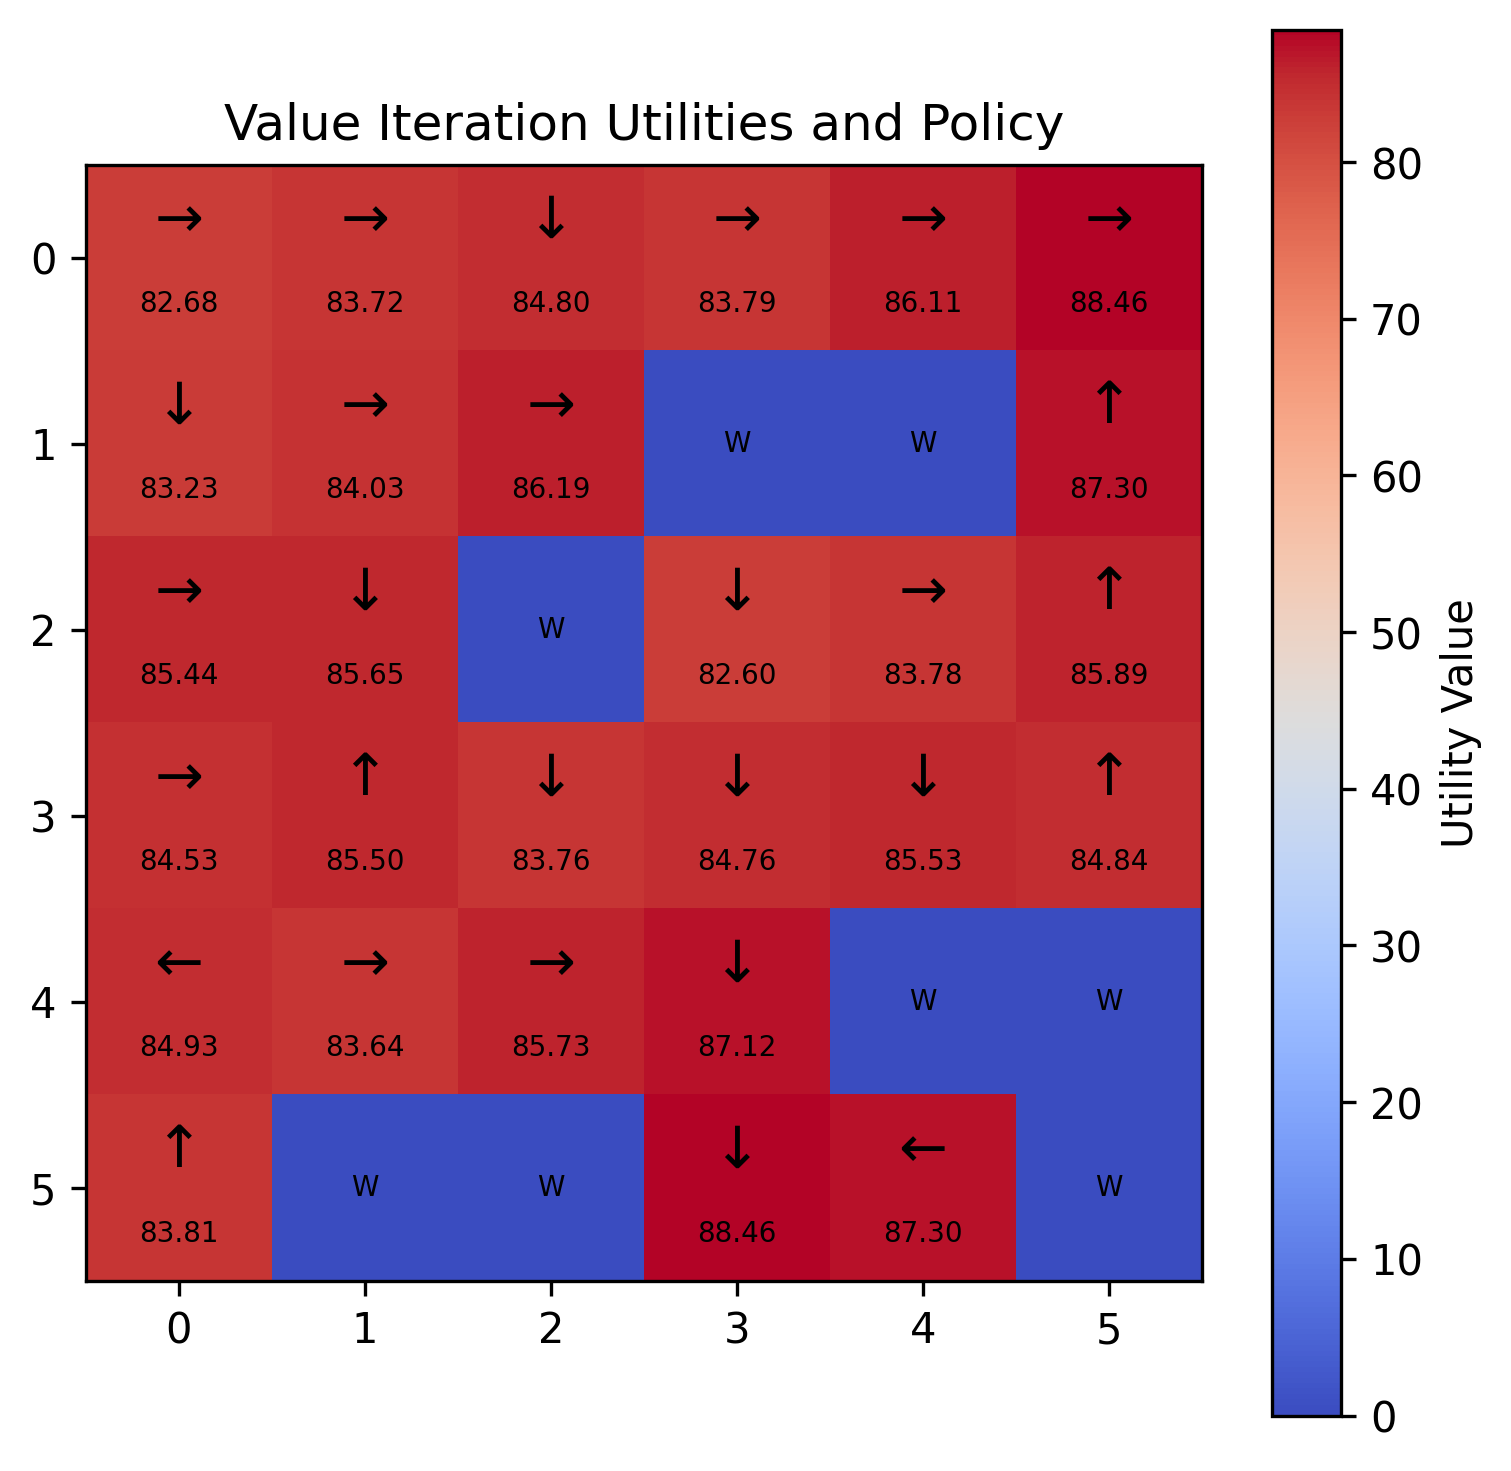 Value Iteration Utilities and Policy
0 → → ↓ → → →
82.68 83.72 84.80 83.79 86.11 88.46
1 ↓ → → W W ↑
83.23 84.03 86.19 87.30
2 → ↓ W ↓ → ↑
85.44 85.65 82.60 83.78 85.89
3 → ↑ ↓ ↓ ↓ ↑
84.53 85.50 83.76 84.76 85.53 84.84
4 ← → → ↓ W W
84.93 83.64 85.73 87.12
5 ↑ W W ↓ ← W
83.81 88.46 87.30
0 1 2 3 4 5
80
70
60
50
40
30
20
10
0
Utility Value